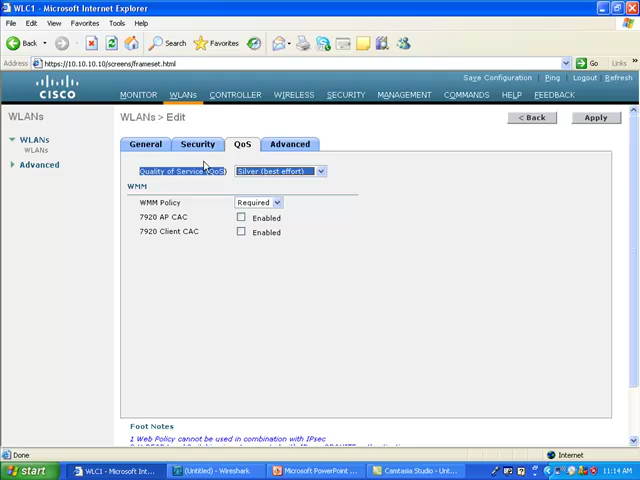 WLC1 - Microsoft Internet Explorer
File Edit View Favorites Tools Help
Back Search Favorites
Address https://10.10.10.10/screens/frameset.html Go Links »
Save Configuration Ping Logout Refresh
CISCO MONITOR WLANs CONTROLLER WIRELESS SECURITY MANAGEMENT COMMANDS HELP FEEDBACK
WLANs WLANs > Edit < Back Apply
WLANs
WLANs
Advanced
General Security QoS Advanced
Quality of Service (QoS) Silver (best effort)
WMM
WMM Policy Required
7920 AP CAC Enabled
7920 Client CAC Enabled
Foot Notes
1 Web Policy cannot be used in combination with IPsec
Done Internet
start WLC1 - Microsoft Int... (Untitled) - Wireshark Microsoft PowerPoint ... Camtasia Studio - Unt... 11:14 AM